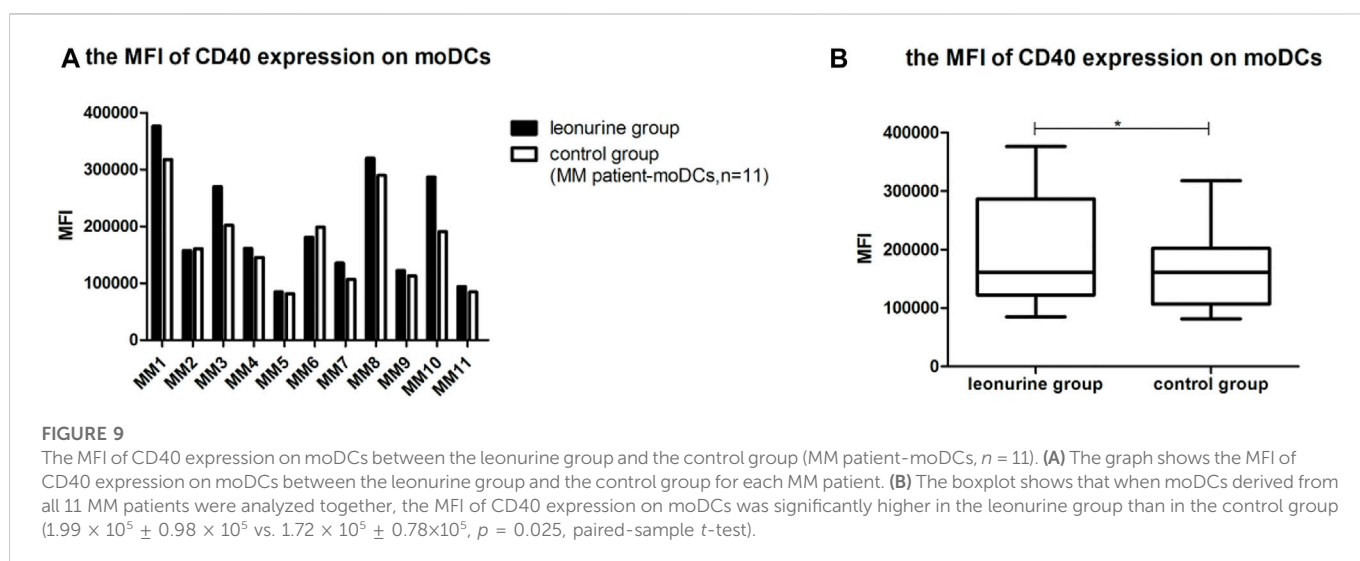 A the MFI of CD40 expression on moDCs
MFI
400000
300000
200000
100000
0
MM1
MM2
MM3
MM4
MM5
MM6
MM7
MM8
MM9
MM10
MM11
leonurine group
control group
(MM patient-moDCs,n=11)
B the MFI of CD40 expression on moDCs
MFI
400000
300000
200000
100000
0
*
leonurine group control group
FIGURE 9
The MFI of CD40 expression on moDCs between the leonurine group and the control group (MM patient-moDCs, n = 11). (A) The graph shows the MFI of
CD40 expression on moDCs between the leonurine group and the control group for each MM patient. (B) The boxplot shows that when moDCs derived from
all 11 MM patients were analyzed together, the MFI of CD40 expression on moDCs was significantly higher in the leonurine group than in the control group
(1.99 × 10⁵ ± 0.98 × 10⁵ vs. 1.72 × 10⁵ ± 0.78×10⁵, p = 0.025, paired-sample t-test).